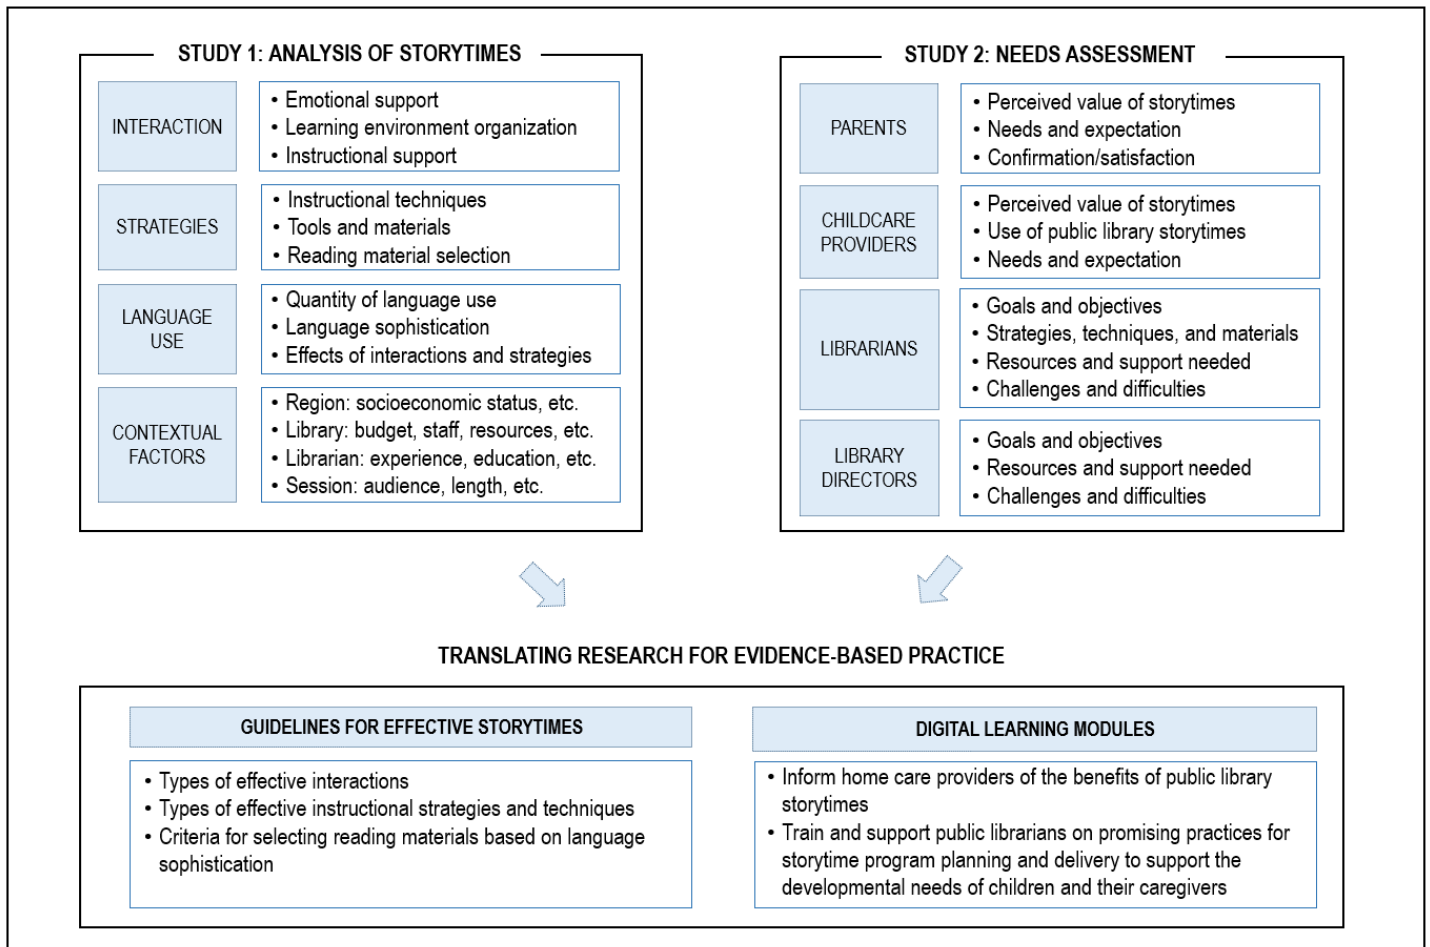 STUDY 1: ANALYSIS OF STORYTIMES
INTERACTION
• Emotional support
• Learning environment organization
• Instructional support
STRATEGIES
• Instructional techniques
• Tools and materials
• Reading material selection
LANGUAGE
USE
• Quantity of language use
• Language sophistication
• Effects of interactions and strategies
CONTEXTUAL
FACTORS
• Region: socioeconomic status, etc.
• Library: budget, staff, resources, etc.
• Librarian: experience, education, etc.
• Session: audience, length, etc.
STUDY 2: NEEDS ASSESSMENT
PARENTS
• Perceived value of storytimes
• Needs and expectation
• Confirmation/satisfaction
CHILDCARE
PROVIDERS
• Perceived value of storytimes
• Use of public library storytimes
• Needs and expectation
LIBRARIANS
• Goals and objectives
• Strategies, techniques, and materials
• Resources and support needed
• Challenges and difficulties
LIBRARY
DIRECTORS
• Goals and objectives
• Resources and support needed
• Challenges and difficulties
TRANSLATING RESEARCH FOR EVIDENCE-BASED PRACTICE
GUIDELINES FOR EFFECTIVE STORYTIMES
• Types of effective interactions
• Types of effective instructional strategies and techniques
• Criteria for selecting reading materials based on language
sophistication
DIGITAL LEARNING MODULES
• Inform home care providers of the benefits of public library
storytimes
• Train and support public librarians on promising practices for
storytime program planning and delivery to support the
developmental needs of children and their caregivers